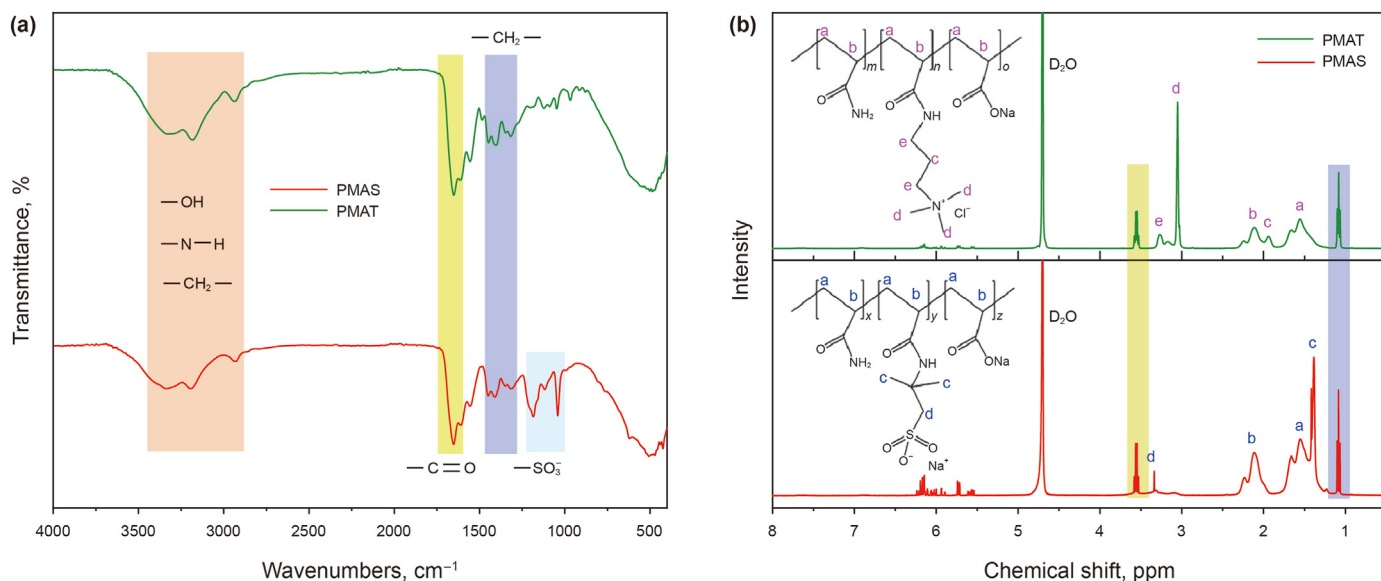 (a)
—CH₂—
—OH
—N—H
—CH₂—
PMAS
PMAT
—C=O
—SO₃⁻
Transmittance, %
4000 3500 3000 2500 2000 1500 1000 500
Wavenumbers, cm⁻¹
(b)
PMAT
PMAS
a b m a b n a b o
O NH₂ O NH O ONa
e
c
e
d N⁺ d
Cl⁻
d
D₂O
d
e b c a
a b x a b y a b z
O NH₂ O NH O ONa
c c
d
O S O
O⁻ Na⁺
D₂O
d b a c
Intensity
8 7 6 5 4 3 2 1
Chemical shift, ppm